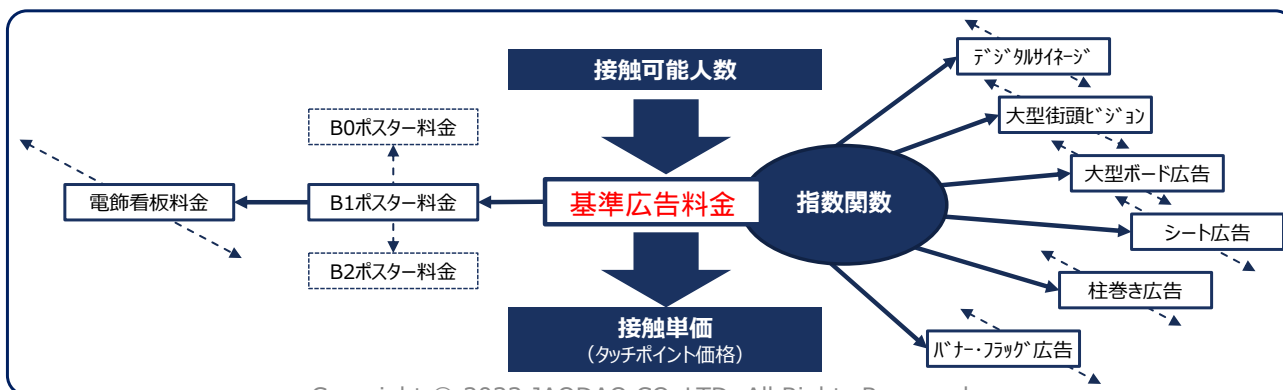 接触可能人数
ﾃﾞｼﾞﾀﾙｻｲﾈｰｼﾞ
大型街頭ﾋﾞｼﾞｮﾝ
B0ポスター料金
大型ボード広告
電飾看板料金
B1ポスター料金
基準広告料金
指数関数
シート広告
B2ポスター料金
柱巻き広告
接触単価
（タッチポイント価格）
ﾊﾞﾅｰ・ﾌﾗｯｸﾞ広告